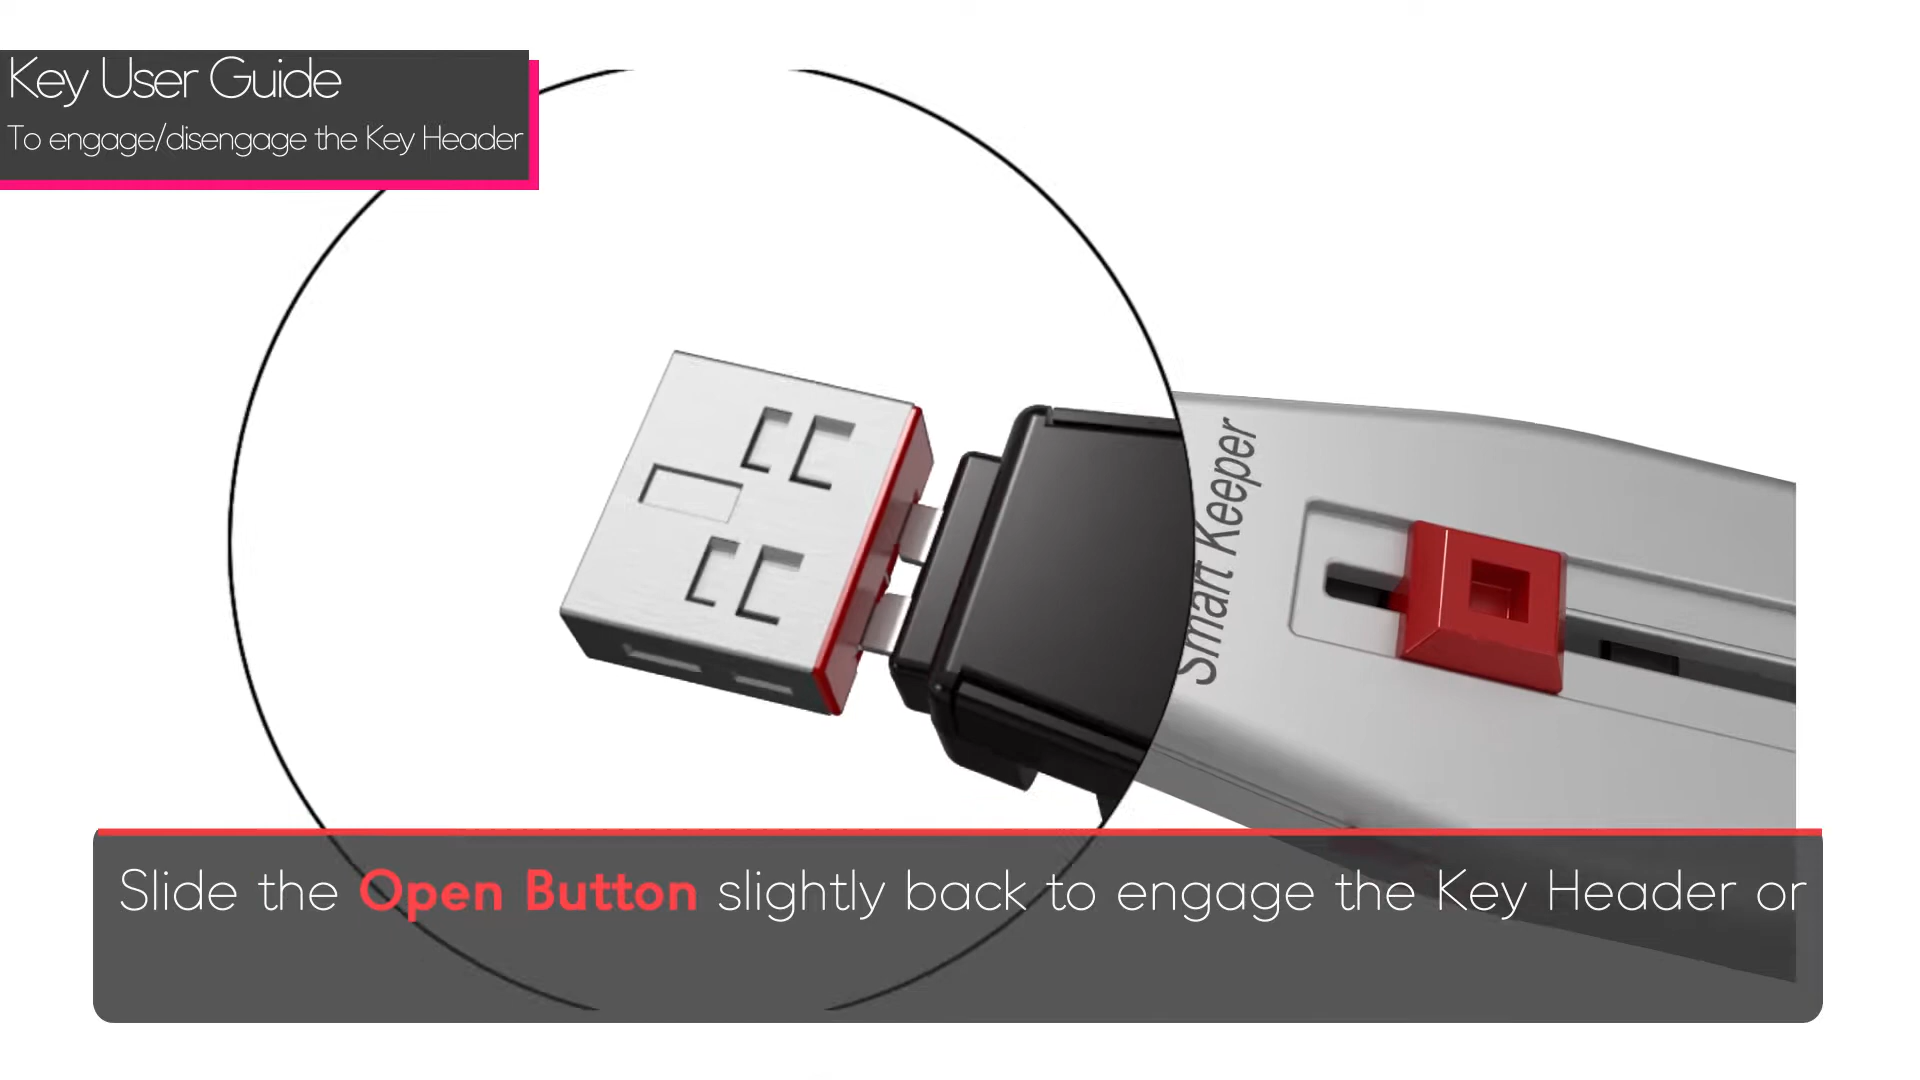 Key User Guide
To engage/disengage the Key Header
Smart Keeper
Slide the Open Button slightly back to engage the Key Header or